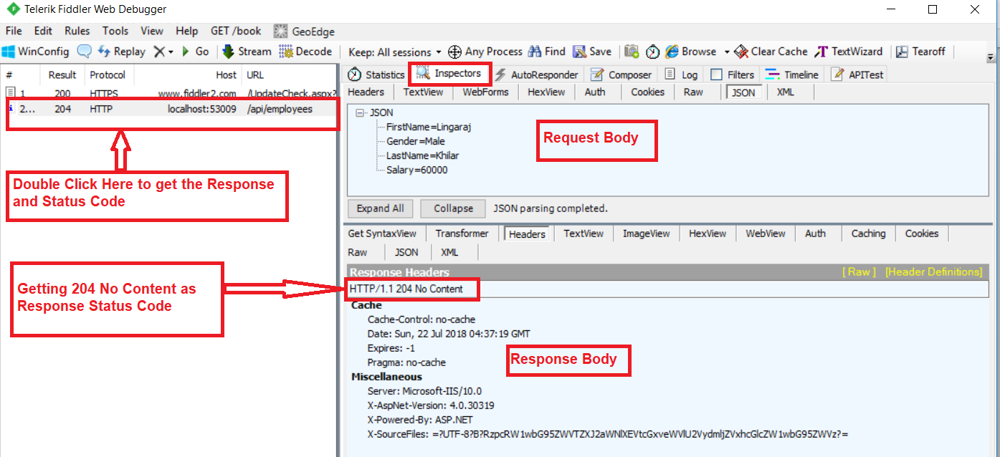 Telerik Fiddler Web Debugger
File Edit Rules Tools View Help GET /book GeoEdge
WinConfig Replay Go Stream Decode Keep: All sessions Any Process Find Save Browse Clear Cache TextWizard Tearoff
# Result Protocol Host URL
1 200 HTTPS www.fiddler2.com /UpdateCheck.aspx?
2... 204 HTTP localhost:53009 /api/employees
Double Click Here to get the Response
and Status Code
Getting 204 No Content as
Response Status Code
Statistics Inspectors AutoResponder Composer Log Filters Timeline APITest
Headers TextView WebForms HexView Auth Cookies Raw JSON XML
JSON
FirstName=Lingaraj
Gender=Male
LastName=Khilar
Salary=60000
Request Body
Expand All Collapse JSON parsing completed.
Get SyntaxView Transformer Headers TextView ImageView HexView WebView Auth Caching Cookies
Raw JSON XML
Response Headers [ Raw ] [Header Definitions]
HTTP/1.1 204 No Content
Cache
Cache-Control: no-cache
Date: Sun, 22 Jul 2018 04:37:19 GMT
Expires: -1
Pragma: no-cache
Response Body
Miscellaneous
Server: Microsoft-IIS/10.0
X-AspNet-Version: 4.0.30319
X-Powered-By: ASP.NET
X-SourceFiles: =?UTF-8?B?RzpcRW1wbG95ZWVTZXJ2aWNlXEVtcGxveWVlU2VydmljZVxhcGlcZW1wbG95ZWVz?=